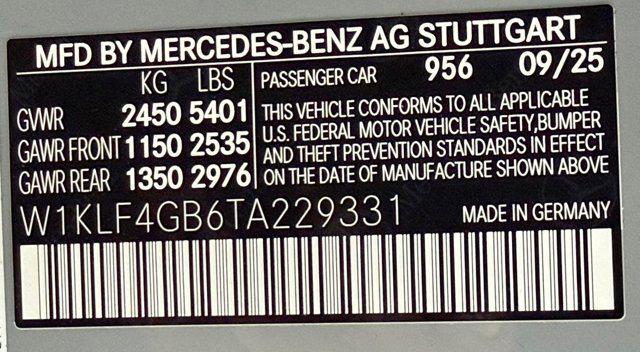 MFD BY MERCEDES-BENZ AG STUTTGART
KG LBS
GVWR 2450 5401
GAWR FRONT 1150 2535
GAWR REAR 1350 2976
PASSENGER CAR 956 09/25
THIS VEHICLE CONFORMS TO ALL APPLICABLE
U.S. FEDERAL MOTOR VEHICLE SAFETY,BUMPER
AND THEFT PREVENTION STANDARDS IN EFFECT
ON THE DATE OF MANUFACTURE SHOWN ABOVE
W1KLF4GB6TA229331
MADE IN GERMANY